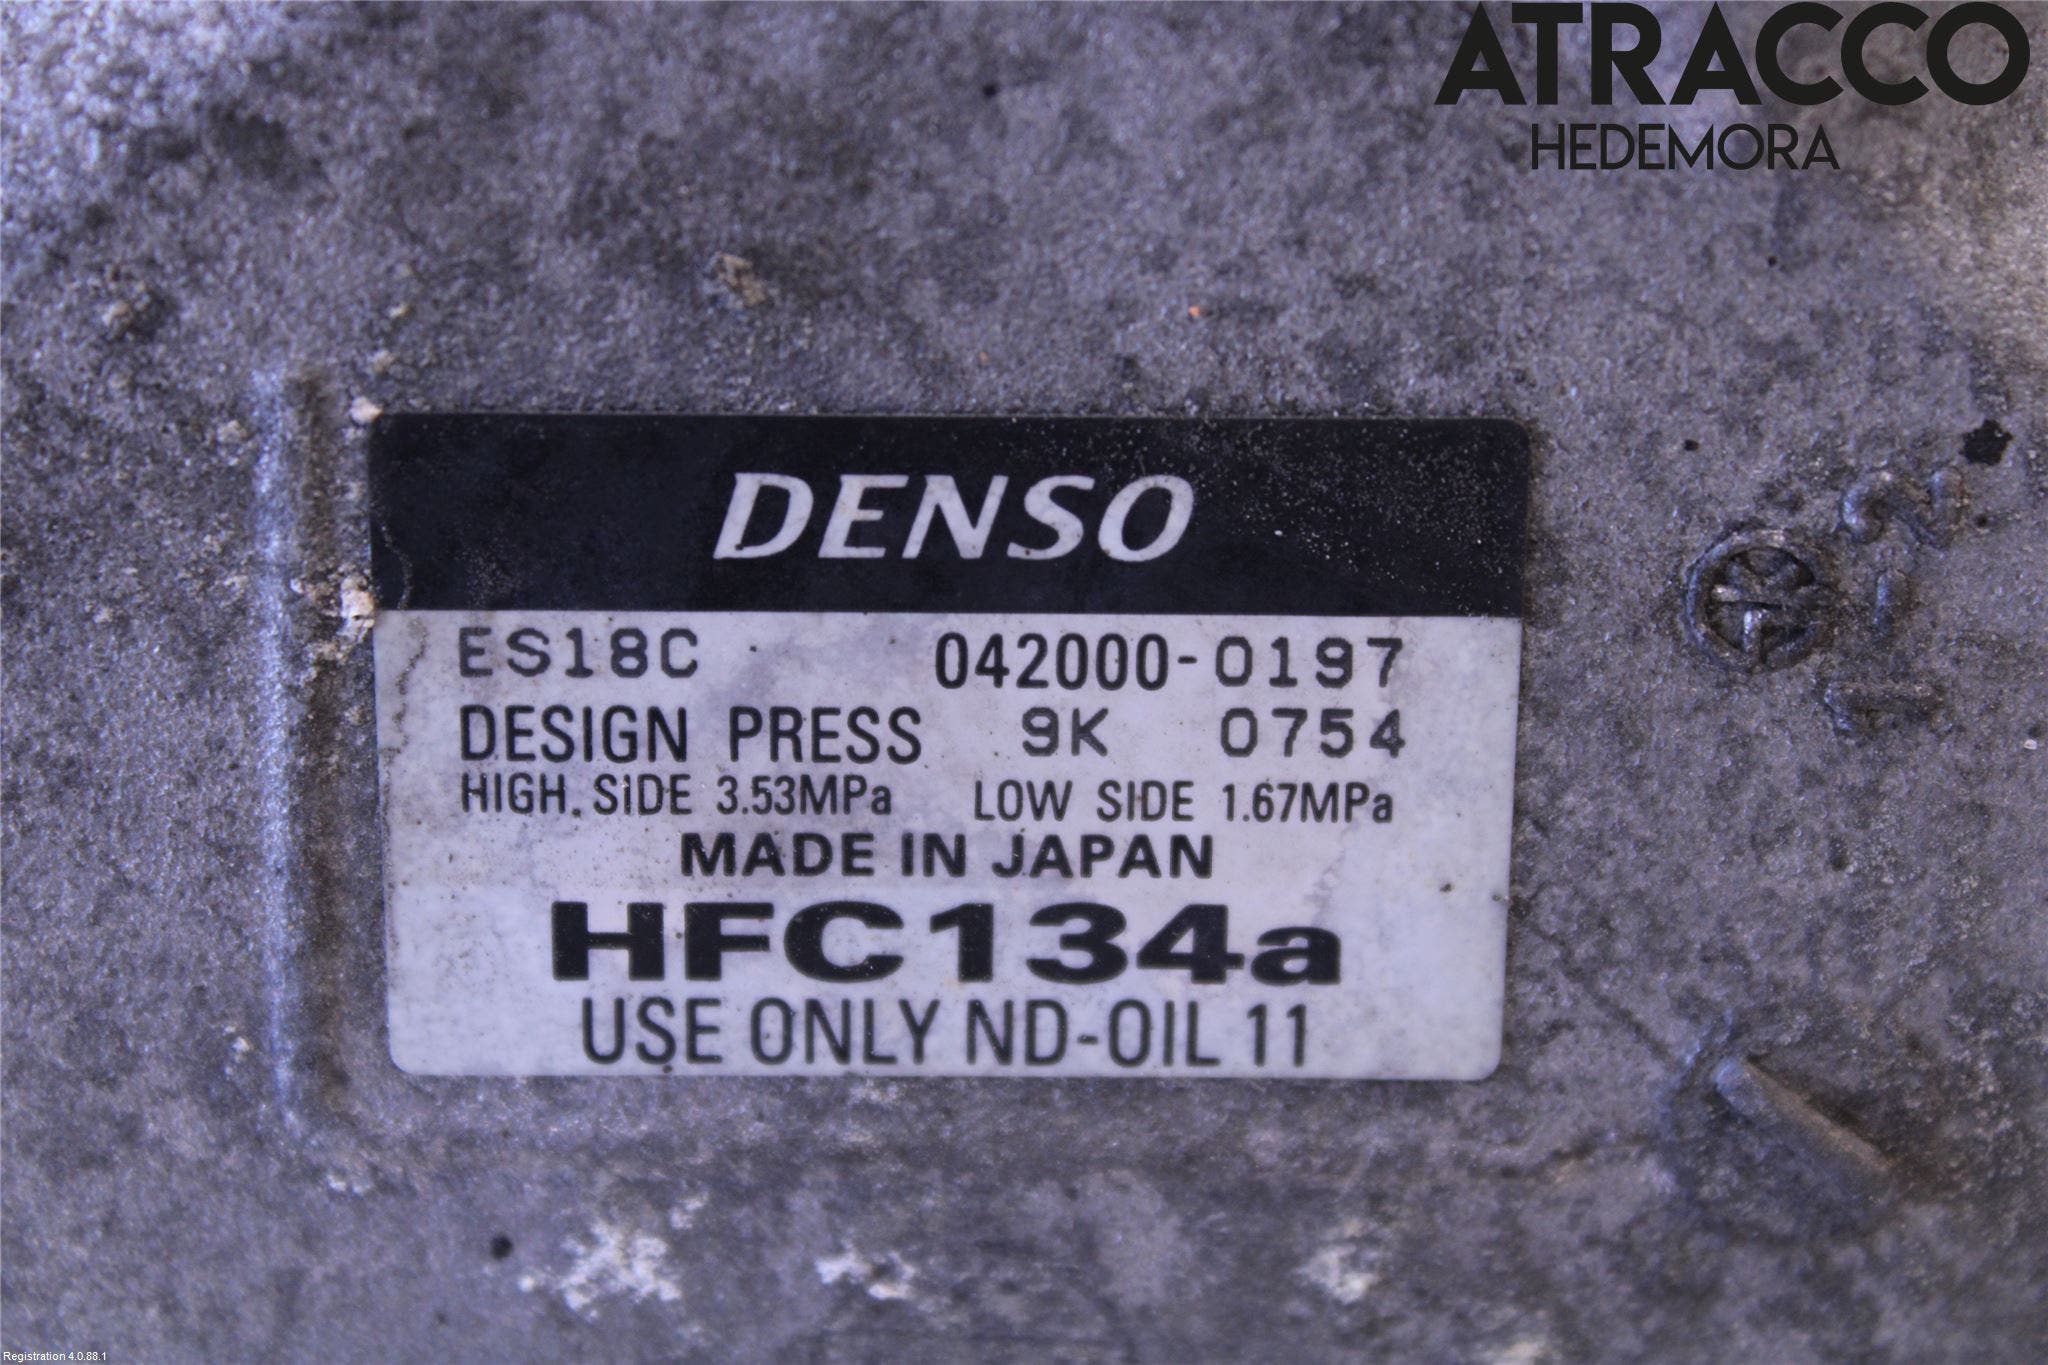 ATRACCO
HEDEMORA
DENSO
ES18C 042000-0197
DESIGN PRESS 9K 0754
HIGH. SIDE 3.53MPa LOW SIDE 1.67MPa
MADE IN JAPAN
HFC134a
USE ONLY ND-OIL 11
Registration 4.0.88.1